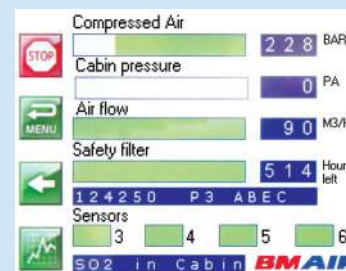 Compressed Air
STOP
228 BAR
Cabin pressure
0 PA
MENU
Air flow
90 M3/H
Safety filter
514 Hour left
124250 P3 ABEC
Sensors
3 4 5 6
SO2 in Cabin BMAIR